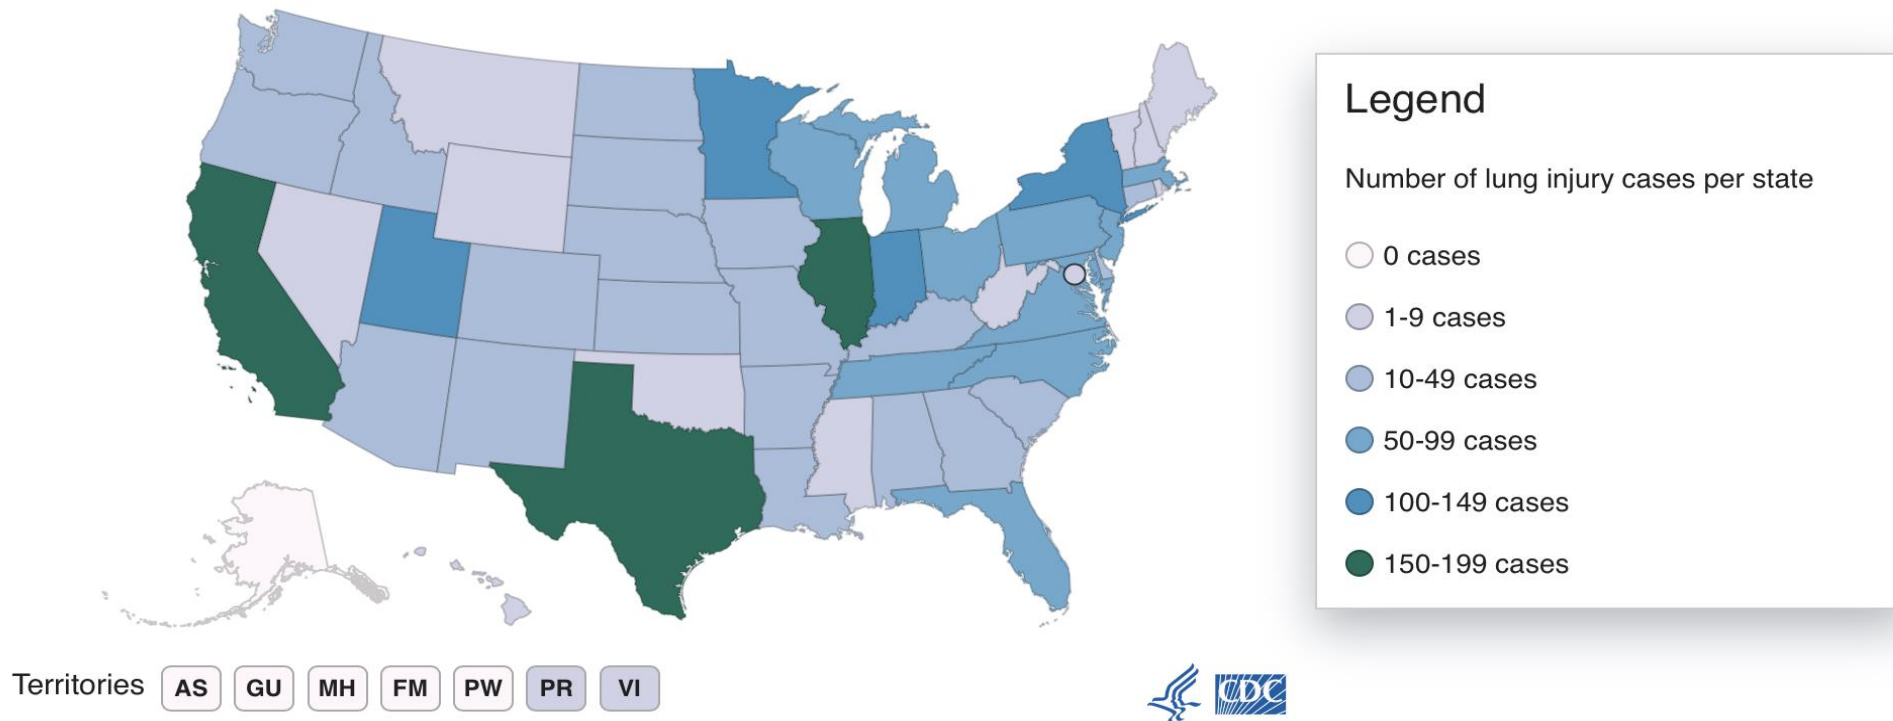 Legend
Number of lung injury cases per state
0 cases
1-9 cases
10-49 cases
50-99 cases
100-149 cases
150-199 cases
Territories AS GU MH FM PW PR VI
CDC